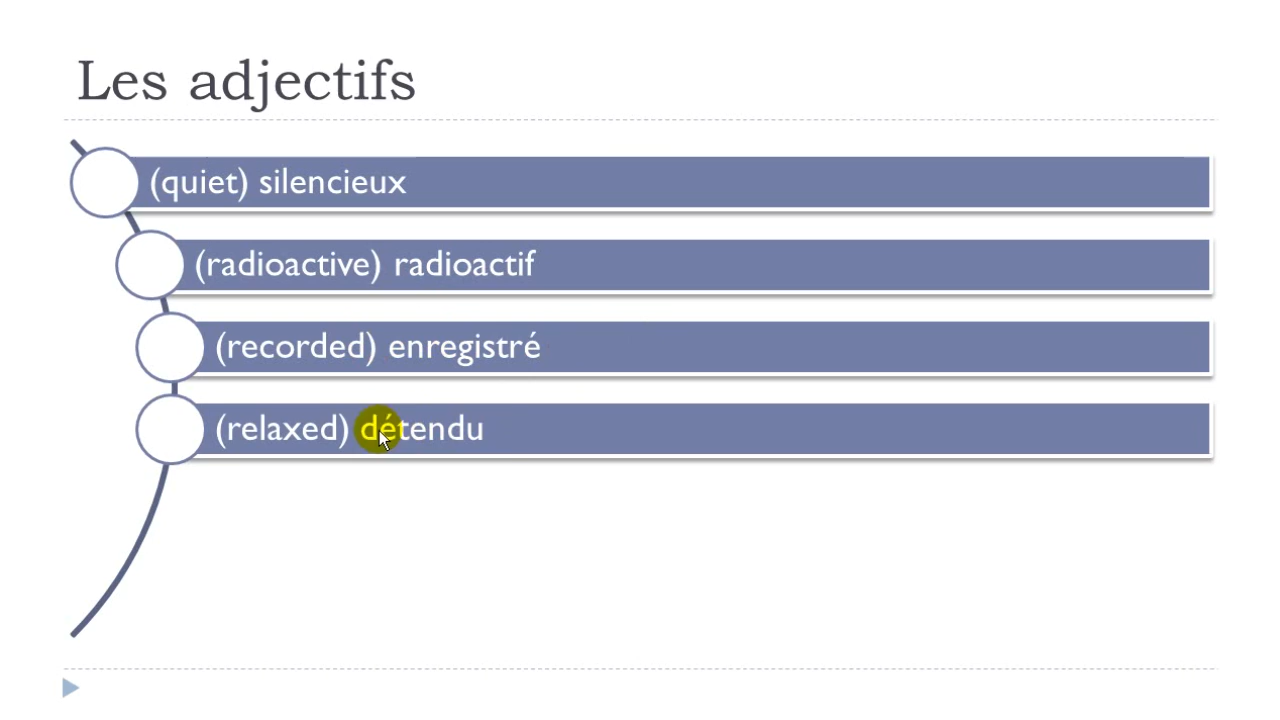 Les adjectifs
(quiet) silencieux
(radioactive) radioactif
(recorded) enregistré
(relaxed) détendu